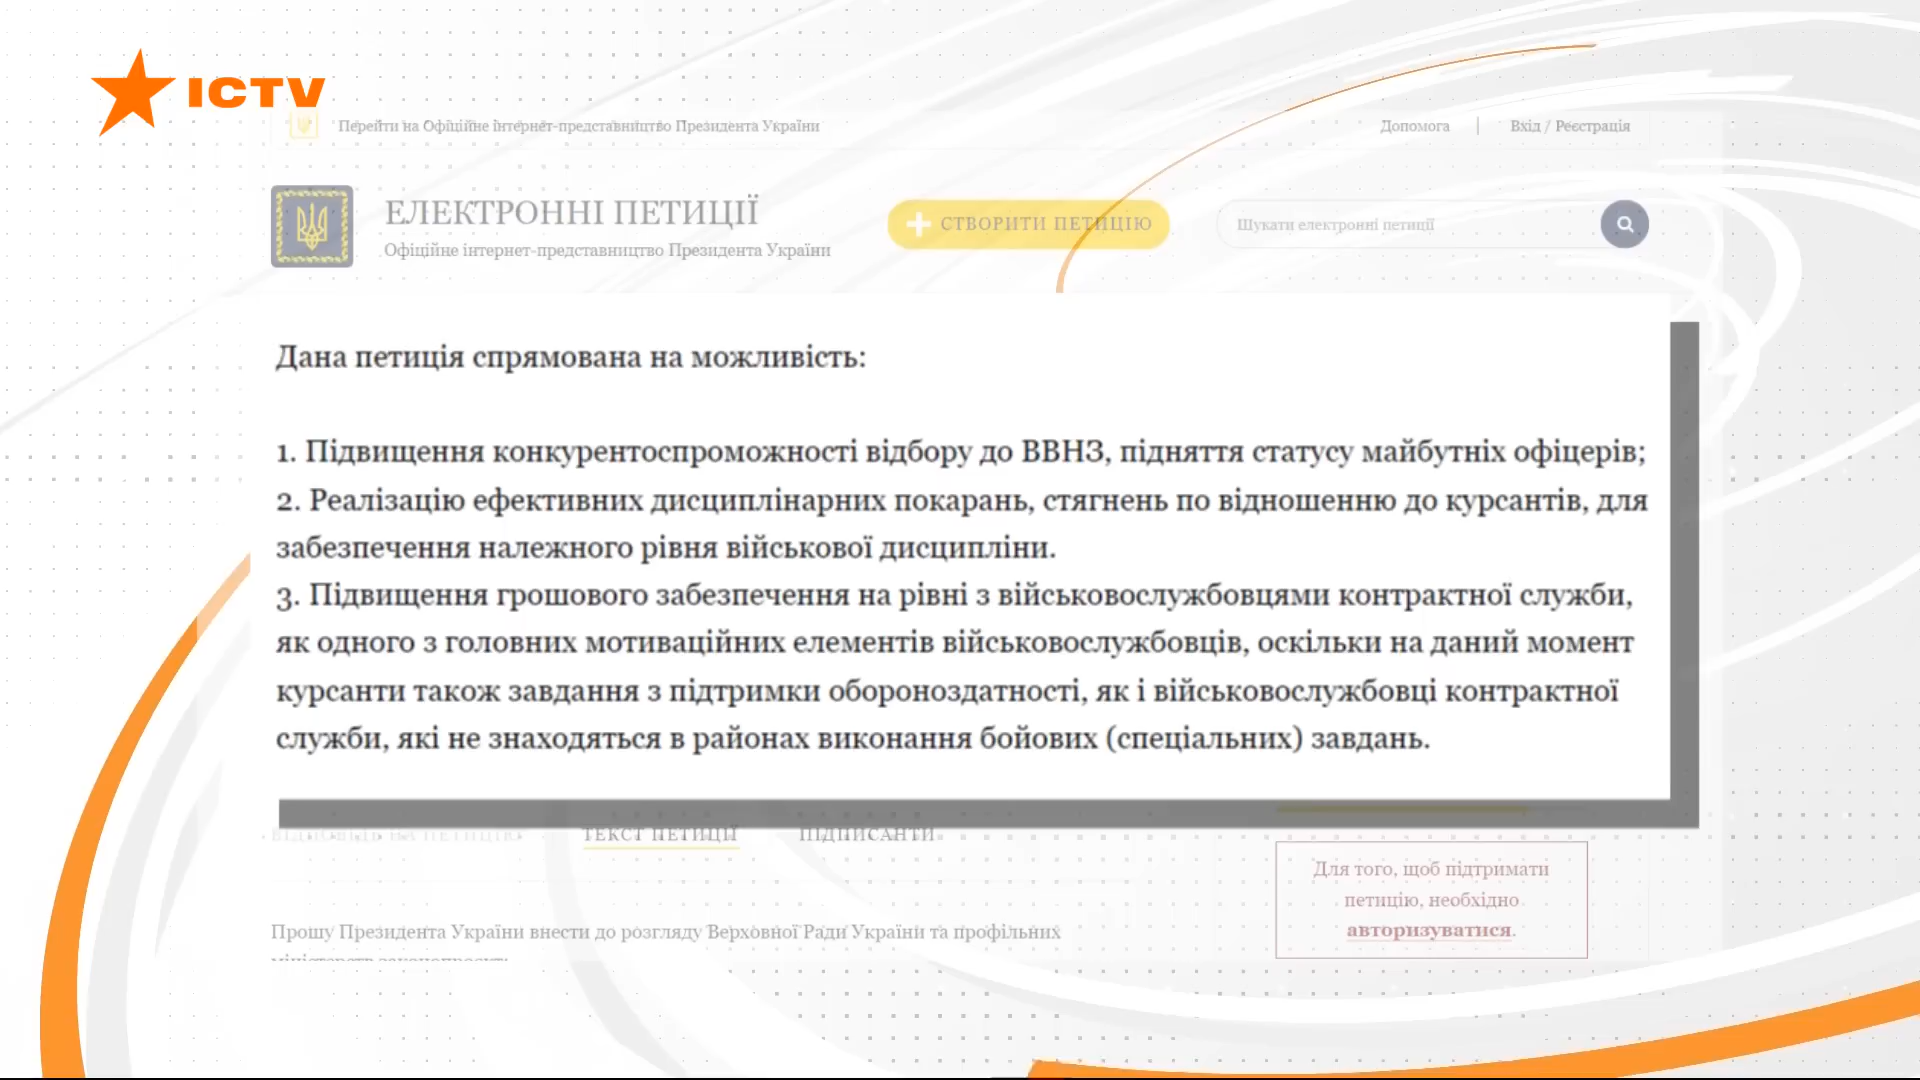 ICTV
Перейти на Офіційне інтернет-представництво Президента України
Допомога | Вхід / Реєстрація
ЕЛЕКТРОННІ ПЕТИЦІЇ
Офіційне інтернет-представництво Президента України
СТВОРИТИ ПЕТИЦІЮ
Шукати електронні петиції
Дана петиція спрямована на можливість:
1. Підвищення конкурентоспроможності відбору до ВВНЗ, підняття статусу майбутніх офіцерів;
2. Реалізацію ефективних дисциплінарних покарань, стягнень по відношенню до курсантів, для
забезпечення належного рівня військової дисципліни.
3. Підвищення грошового забезпечення на рівні з військовослужбовцями контрактної служби,
як одного з головних мотиваційних елементів військовослужбовців, оскільки на даний момент
курсанти також завдання з підтримки обороноздатності, як і військовослужбовці контрактної
служби, які не знаходяться в районах виконання бойових (спеціальних) завдань.
ВІДПОВІДЬ НА ПЕТИЦІЮ
ТЕКСТ ПЕТИЦІЇ
ПІДПИСАНТИ
Для того, щоб підтримати
петицію, необхідно
авторизуватися.
Прошу Президента України внести до розгляду Верховної Ради України та профільних
міністерств законопроєкт: